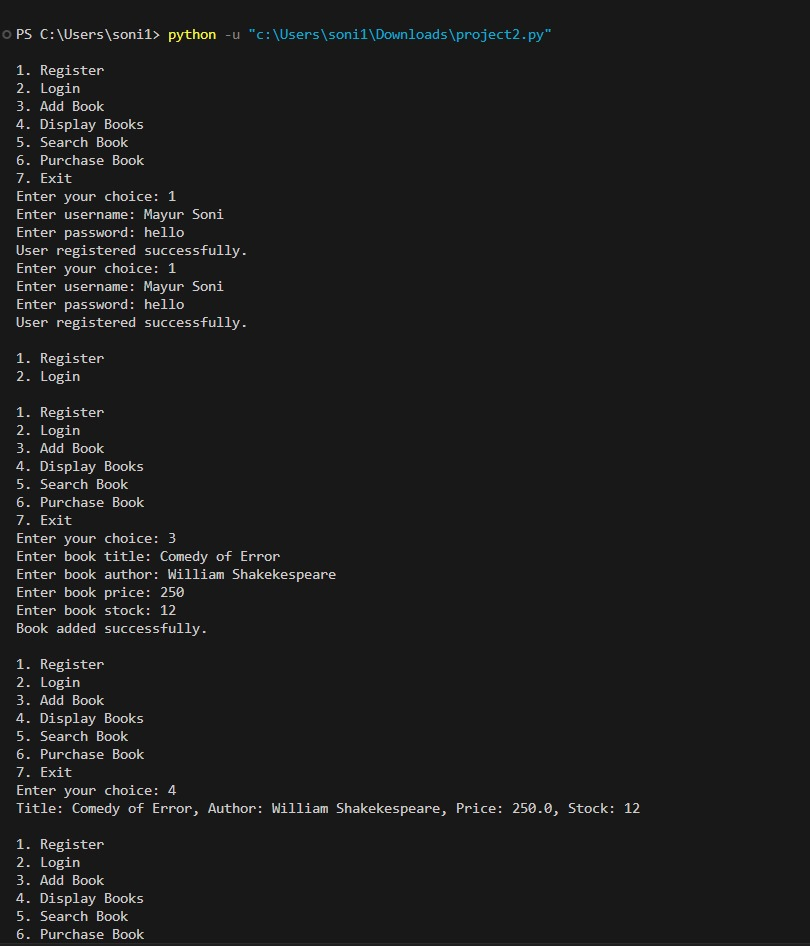 PS C:\Users\soni1> python -u "c:\Users\soni1\Downloads\project2.py"
1. Register
2. Login
3. Add Book
4. Display Books
5. Search Book
6. Purchase Book
7. Exit
Enter your choice: 1
Enter username: Mayur Soni
Enter password: hello
User registered successfully.
Enter your choice: 1
Enter username: Mayur Soni
Enter password: hello
User registered successfully.
1. Register
2. Login
1. Register
2. Login
3. Add Book
4. Display Books
5. Search Book
6. Purchase Book
7. Exit
Enter your choice: 3
Enter book title: Comedy of Error
Enter book author: William Shakekespeare
Enter book price: 250
Enter book stock: 12
Book added successfully.
1. Register
2. Login
3. Add Book
4. Display Books
5. Search Book
6. Purchase Book
7. Exit
Enter your choice: 4
Title: Comedy of Error, Author: William Shakekespeare, Price: 250.0, Stock: 12
1. Register
2. Login
3. Add Book
4. Display Books
5. Search Book
6. Purchase Book